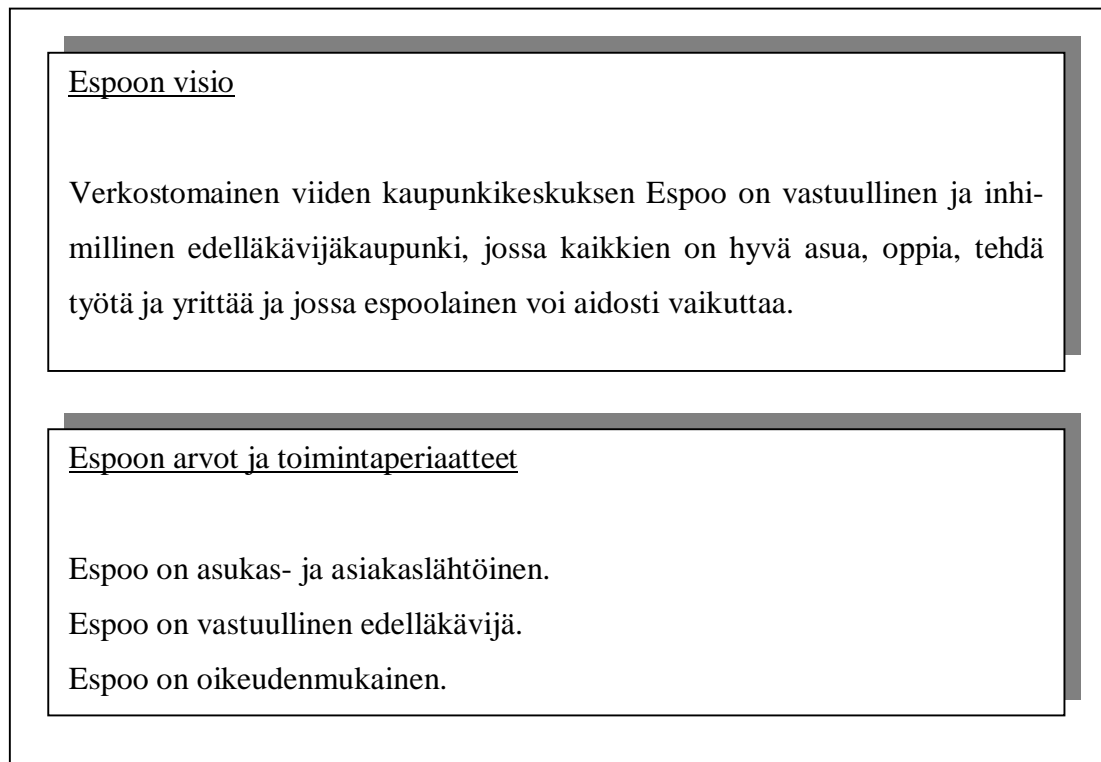 Espoon visio
Verkostomainen viiden kaupunkikeskuksen Espoo on vastuullinen ja inhi-
millinen edelläkävijäkaupunki, jossa kaikkien on hyvä asua, oppia, tehdä
työtä ja yrittää ja jossa espoolainen voi aidosti vaikuttaa.
Espoon arvot ja toimintaperiaatteet
Espoo on asukas- ja asiakaslähtöinen.
Espoo on vastuullinen edelläkävijä.
Espoo on oikeudenmukainen.